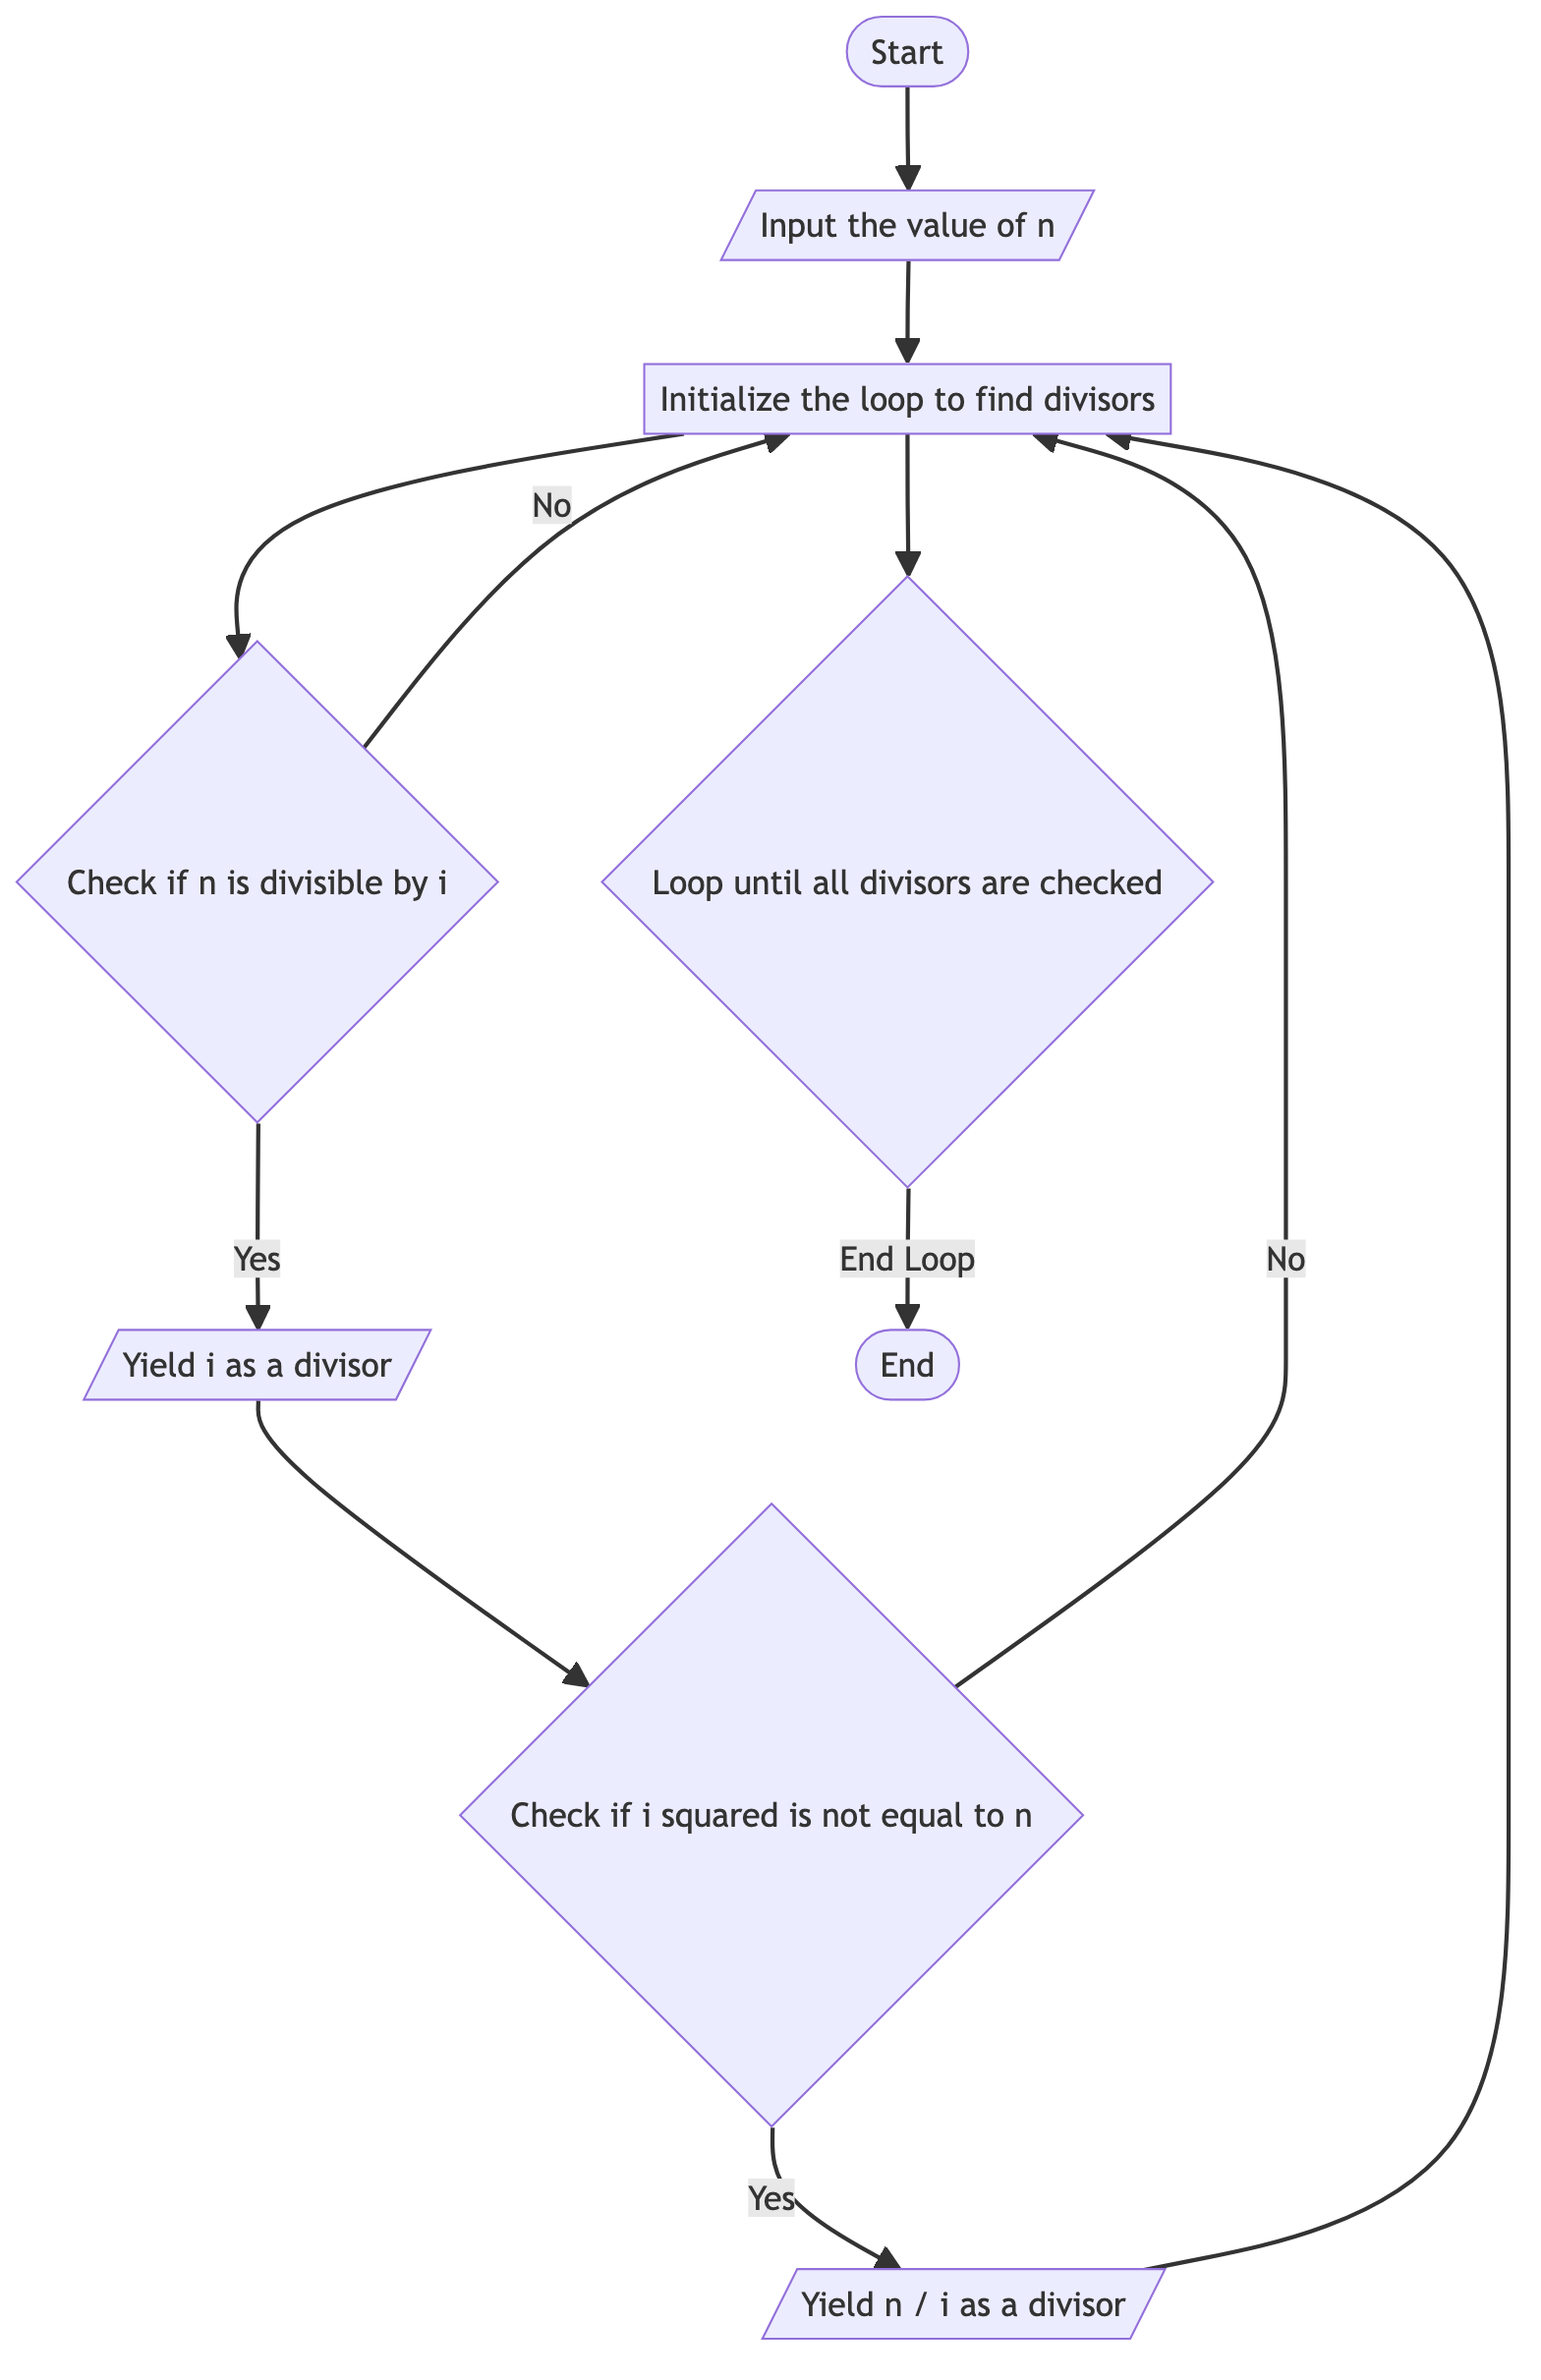 Start
Input the value of n
Initialize the loop to find divisors
No
Check if n is divisible by i
Loop until all divisors are checked
Yes
End Loop
No
Yield i as a divisor
End
Check if i squared is not equal to n
Yes
Yield n / i as a divisor